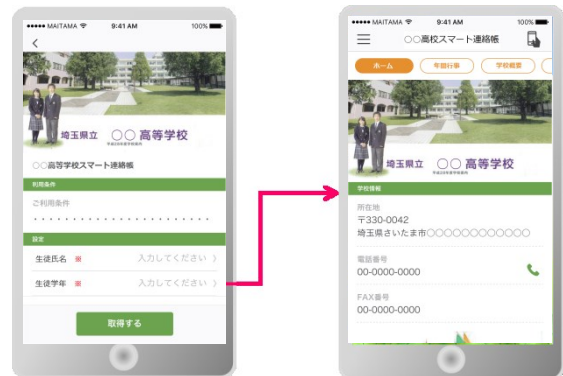 ●●●●● MAITAMA 9:41 AM 100%
埼玉県立 ○○ 高等学校
○○高等学校スマート連絡帳
利用条件
ご利用条件
設定
生徒氏名 ※ 入力してください
生徒学年 ※ 入力してください
取得する
●●●●● MAITAMA 9:41 AM 100%
○○高校スマート連絡帳
ホーム 年間行事 学校概要
埼玉県立 ○○ 高等学校
学校情報
所在地
〒330-0042
埼玉県さいたま市○○○○○○○○○○○○
電話番号
00-0000-0000
FAX番号
00-0000-0000